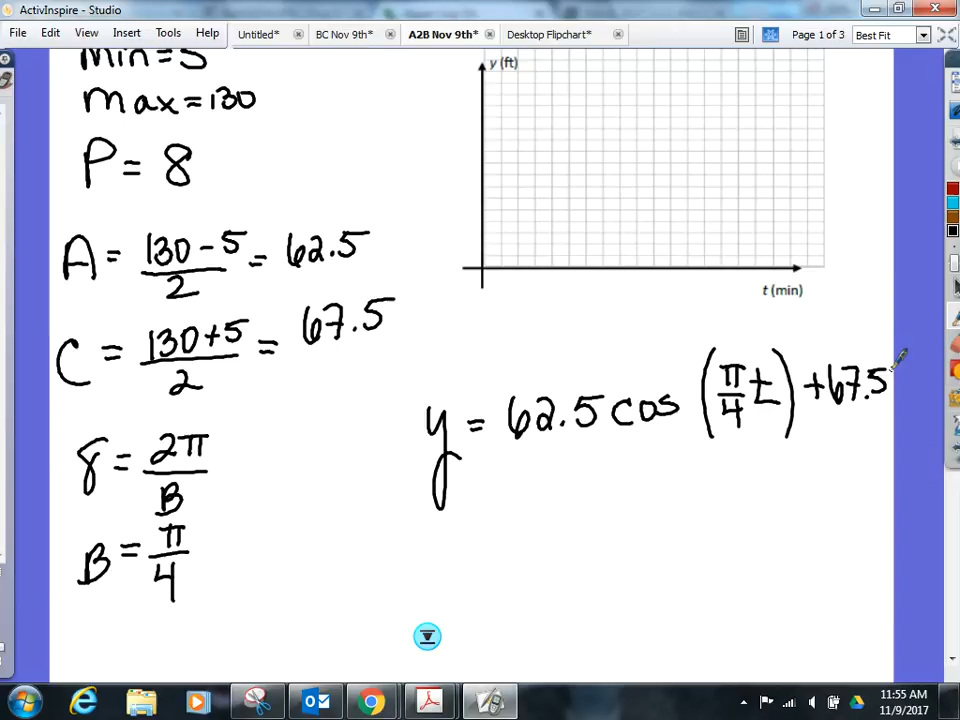 ActivInspire - Studio
File Edit View Insert Tools Help Untitled* BC Nov 9th* A2B Nov 9th* Desktop Flipchart* Page 1 of 3 Best Fit
min = 5
max = 130
P = 8
A = 130 - 5 / 2 = 62.5
C = 130 + 5 / 2 = 67.5
8 = 2π / B
B = π / 4
y (ft)
t (min)
y = 62.5 cos (π/4 t) + 67.5
11:55 AM
11/9/2017